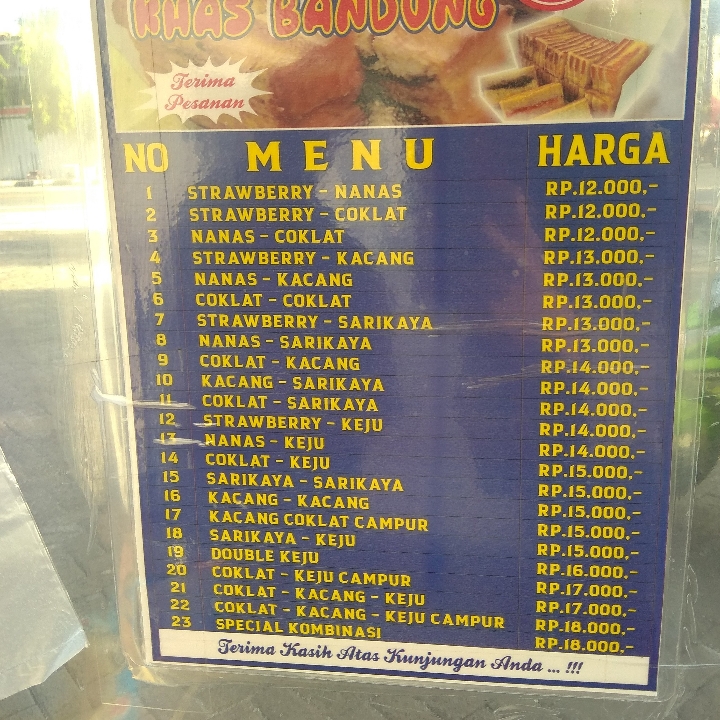 KHAS BANDUNG
Terima
Pesanan
NO MENU HARGA
1 STRAWBERRY - NANAS RP.12.000,-
2 STRAWBERRY - COKLAT RP.12.000,-
3 NANAS - COKLAT RP.12.000,-
4 STRAWBERRY - KACANG RP.13.000,-
5 NANAS - KACANG RP.13.000,-
6 COKLAT - COKLAT RP.13.000,-
7 STRAWBERRY - SARIKAYA RP.13.000,-
8 NANAS - SARIKAYA RP.13.000,-
9 COKLAT - KACANG RP.14.000,-
10 KACANG - SARIKAYA RP.14.000,-
11 COKLAT - SARIKAYA RP.14.000,-
12 STRAWBERRY - KEJU RP.14.000,-
13 NANAS - KEJU RP.14.000,-
14 COKLAT - KEJU RP.15.000,-
15 SARIKAYA - SARIKAYA RP.15.000,-
16 KACANG - KACANG RP.15.000,-
17 KACANG COKLAT CAMPUR RP.15.000,-
18 SARIKAYA - KEJU RP.15.000,-
19 DOUBLE KEJU RP.16.000,-
20 COKLAT - KEJU CAMPUR RP.17.000,-
21 COKLAT - KACANG - KEJU RP.17.000,-
22 COKLAT - KACANG - KEJU CAMPUR RP.18.000,-
23 SPECIAL KOMBINASI RP.18.000,-
Terima Kasih Atas Kunjungan Anda ... !!!